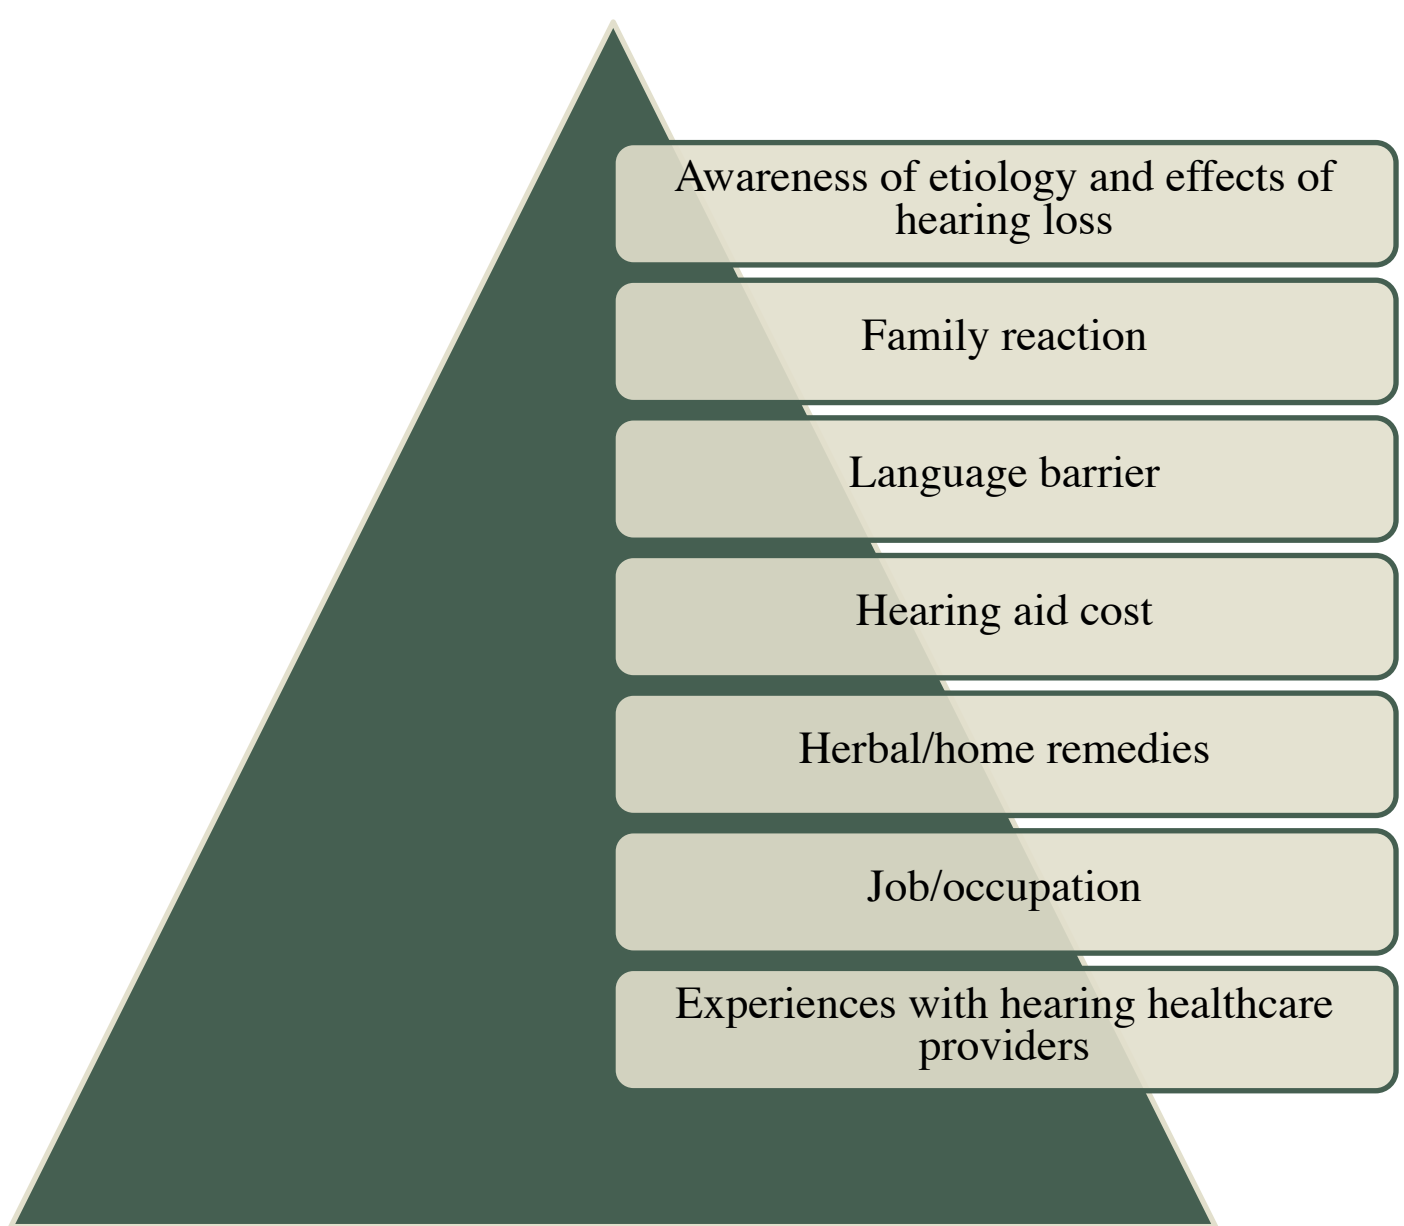 Awareness of etiology and effects of
hearing loss
Family reaction
Language barrier
Hearing aid cost
Herbal/home remedies
Job/occupation
Experiences with hearing healthcare
providers